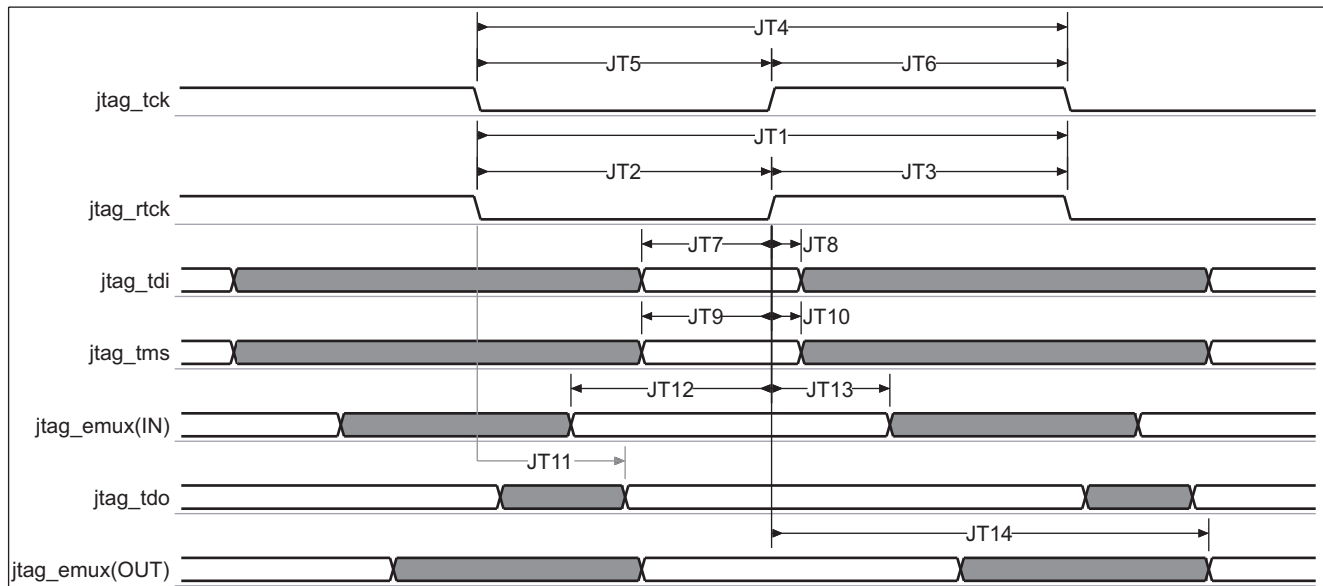 JT4
JT5 JT6
jtag_tck
JT1
JT2 JT3
jtag_rtck
JT7 JT8
jtag_tdi
JT9 JT10
jtag_tms
JT12 JT13
jtag_emux(IN)
JT11
jtag_tdo
JT14
jtag_emux(OUT)